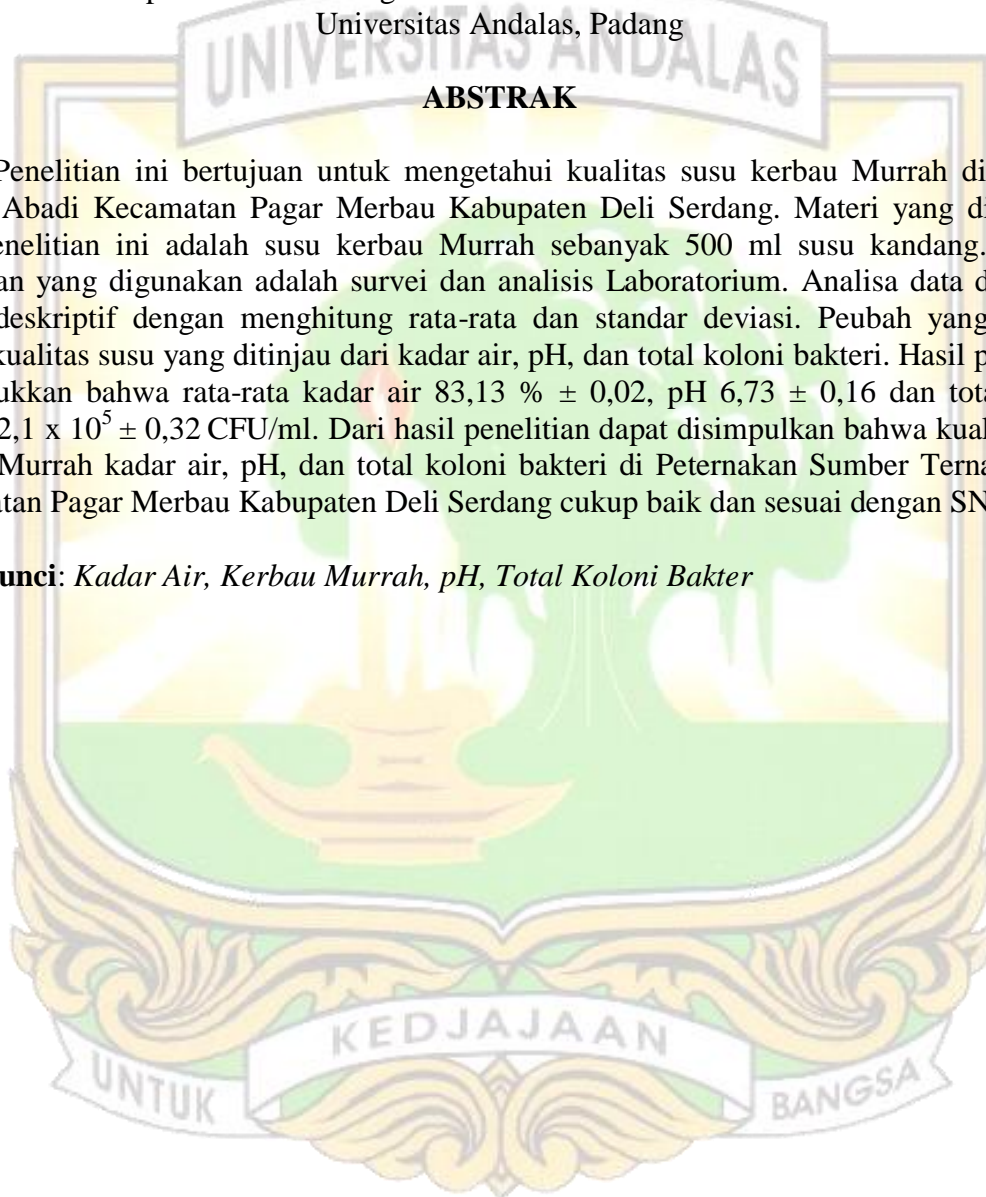 Universitas Andalas, Padang
UNIVERSITAS ANDALAS
ABSTRAK
Penelitian ini bertujuan untuk mengetahui kualitas susu kerbau Murrah di
Abadi Kecamatan Pagar Merbau Kabupaten Deli Serdang. Materi yang di
enelitian ini adalah susu kerbau Murrah sebanyak 500 ml susu kandang.
an yang digunakan adalah survei dan analisis Laboratorium. Analisa data d
deskriptif dengan menghitung rata-rata dan standar deviasi. Peubah yang
kualitas susu yang ditinjau dari kadar air, pH, dan total koloni bakteri. Hasil p
ukkan bahwa rata-rata kadar air 83,13 % ± 0,02, pH 6,73 ± 0,16 dan tota
2,1 x 10⁵ ± 0,32 CFU/ml. Dari hasil penelitian dapat disimpulkan bahwa kual
Murrah kadar air, pH, dan total koloni bakteri di Peternakan Sumber Terna
atan Pagar Merbau Kabupaten Deli Serdang cukup baik dan sesuai dengan SN
unci: Kadar Air, Kerbau Murrah, pH, Total Koloni Bakter
UNTUK KEDJAJAAN BANGSA